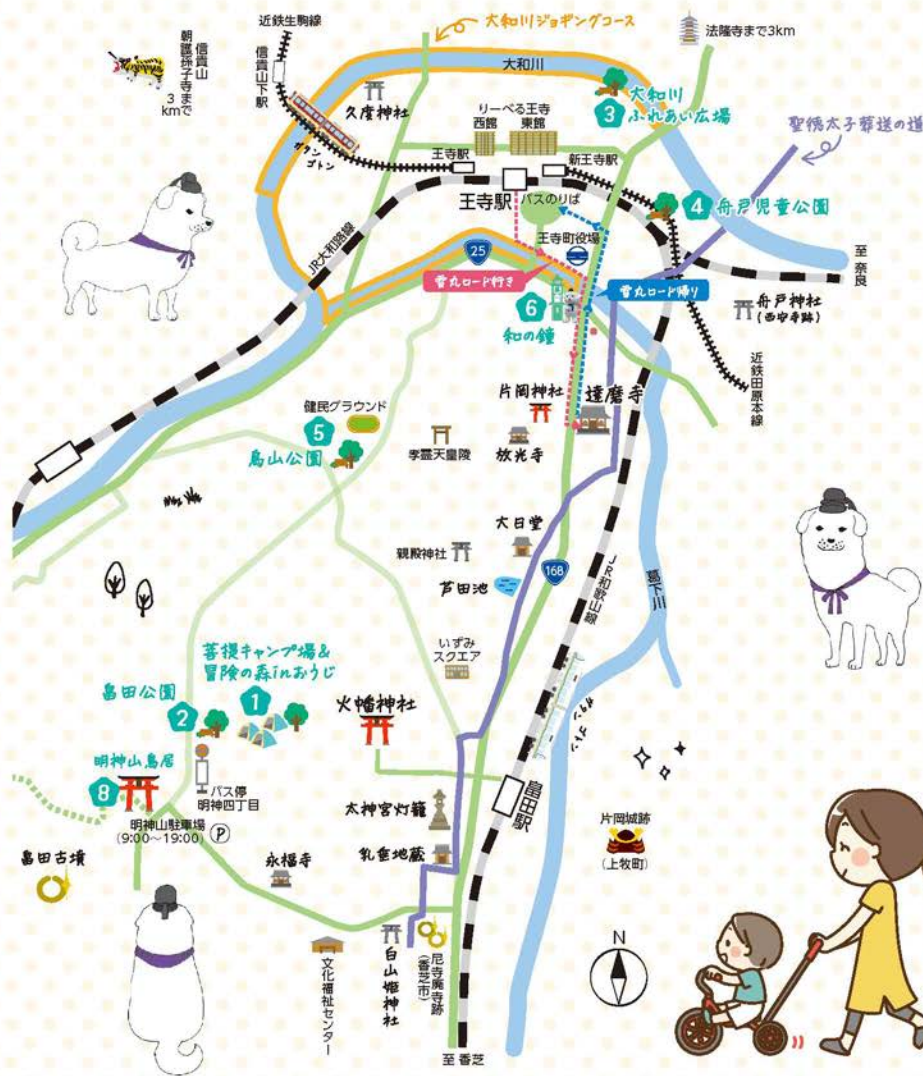 大和川ジョギングコース
近鉄生駒線
法隆寺まで3km
信貴山
朝護孫子寺まで
3kmで
信貴山下駅
大和川
久度神社
大和川
ふれあい広場
3
聖徳太子葬送の道
りーべる王寺
西館
東館
ガタン
ゴトン
王寺駅
新王寺駅
王寺駅
バスのりば
4
舟戸児童公園
JR大和路線
王寺町役場
25
至奈良
雪丸ロード行き
雪丸ロード帰り
6
和の鐘
舟戸神社
(西安寺跡)
近鉄田原本線
片岡神社
達磨寺
健民グラウンド
5
鳥山公園
孝霊天皇陵
放光寺
大日堂
親殿神社
芦田池
168
JR和歌山線
葛下川
いずみ
スクエア
菩提キャンプ場&
冒険の森inおうじ
畠田公園
2
1
火幡神社
ガタン ゴトン
明神山鳥居
8
バス停
明神四丁目
畠田駅
明神山駐車場
(9:00～19:00)
P
太神宮灯籠
片岡城跡
(上牧町)
畠田古墳
永福寺
乳垂地蔵
N
文化福祉センター
白山姫神社
尼寺廃寺跡
(香芝市)
至 香芝